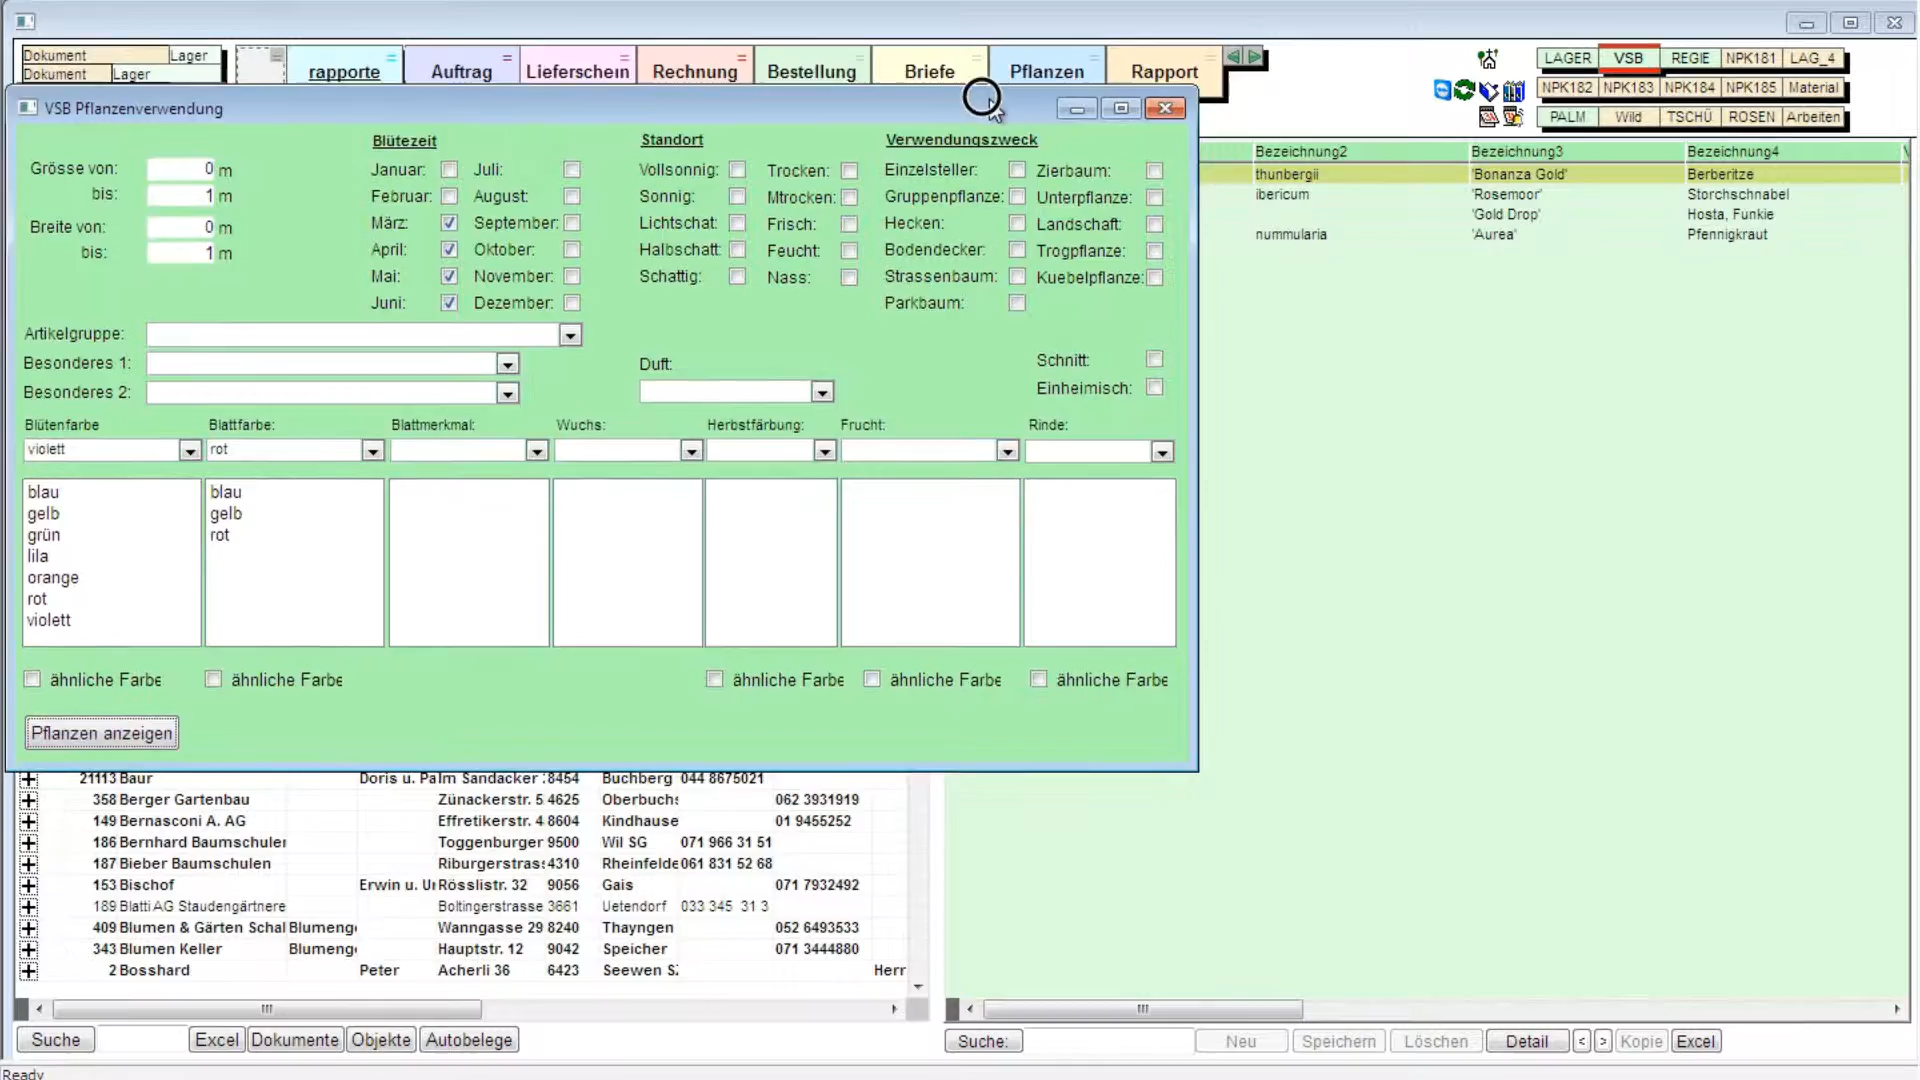 Dokument Lager
Dokument Lager
rapporte Auftrag Lieferschein Rechnung Bestellung Briefe Pflanzen Rapport
LAGER VSB REGIE NPK181 LAG_4
NPK182 NPK183 NPK184 NPK185 Material
PALM Wild TSCHÜ ROSEN Arbeiten
VSB Pflanzenverwendung
Blütezeit Standort Verwendungszweck
Grösse von: 0 m
bis: 1 m
Breite von: 0 m
bis: 1 m
Januar: Juli:
Februar: August:
März: September:
April: Oktober:
Mai: November:
Juni: Dezember:
Vollsonnig: Trocken:
Sonnig: Mtrocken:
Lichtschat: Frisch:
Halbschatt: Feucht:
Schattig: Nass:
Einzelsteller: Zierbaum:
Gruppenpflanze: Unterpflanze:
Hecken: Landschaft:
Bodendecker: Trogpflanze:
Strassenbaum: Kuebelpflanze:
Parkbaum:
Artikelgruppe:
Besonderes 1:
Besonderes 2:
Duft:
Schnitt:
Einheimisch:
Blütenfarbe Blattfarbe: Blattmerkmal: Wuchs: Herbstfärbung: Frucht: Rinde:
violett rot
blau blau
gelb gelb
grün rot
lila
orange
rot
violett
ähnliche Farbe ähnliche Farbe ähnliche Farbe ähnliche Farbe ähnliche Farbe
Pflanzen anzeigen
Bezeichnung2 Bezeichnung3 Bezeichnung4
thunbergii 'Bonanza Gold' Berberitze
ibericum 'Rosemoor' Storchschnabel
'Gold Drop' Hosta, Funkie
nummularia 'Aurea' Pfennigkraut
21113 Baur Doris u. Palm Sandacker 8454 Buchberg 044 8675021
358 Berger Gartenbau Zünackerstr. 5 4625 Oberbuchs 062 3931919
149 Bernasconi A. AG Effretikerstr. 4 8604 Kindhause 01 9455252
186 Bernhard Baumschuler Toggenburger 9500 Wil SG 071 966 31 51
187 Bieber Baumschulen Riburgerstras 4310 Rheinfelde 061 831 52 68
153 Bischof Erwin u. Ur Rösslistr. 32 9056 Gais 071 7932492
189 Blatti AG Staudengärtnere Boltingerstrasse 3661 Uetendorf 033 345 31 3
409 Blumen & Gärten Schal Blumenge Wanngasse 29 8240 Thayngen 052 6493533
343 Blumen Keller Blumenge Hauptstr. 12 9042 Speicher 071 3444880
2 Bosshard Peter Acherli 36 6423 Seewen SZ Herr
Suche Excel Dokumente Objekte Autobelege
Suche: Neu Speichern Löschen Detail < > Kopie Excel
Ready